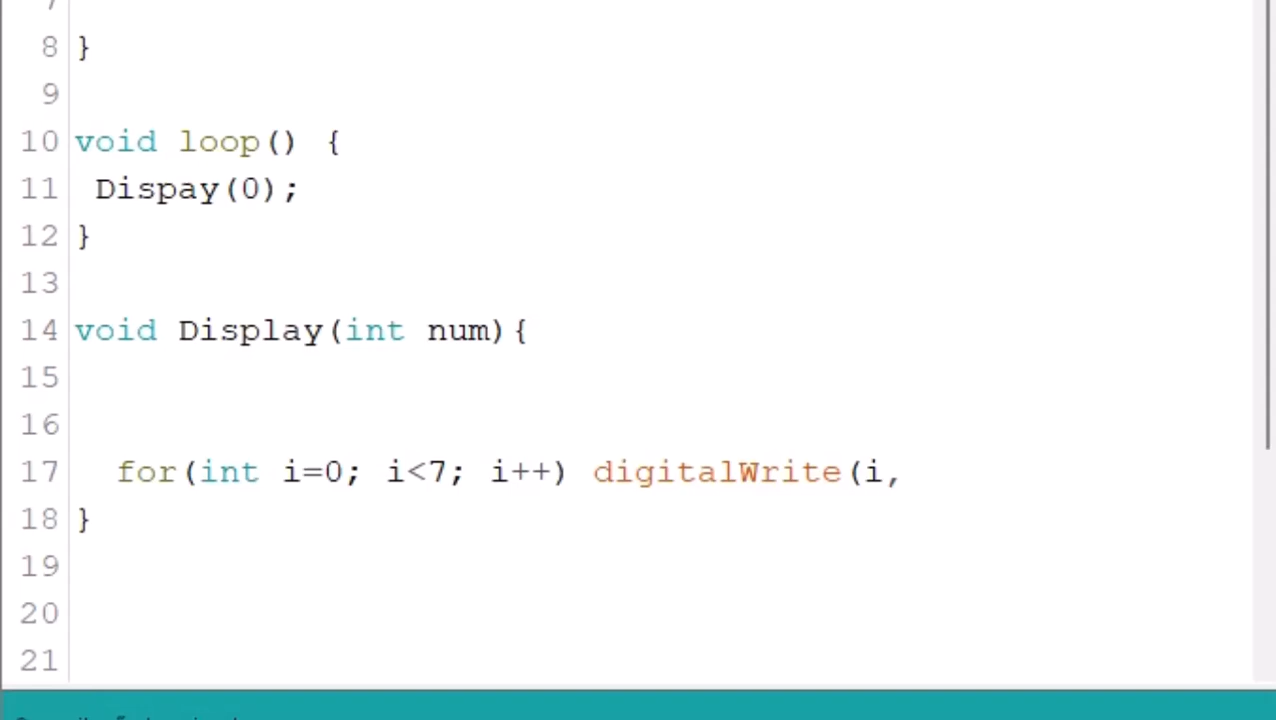 7
8 }
9
10 void loop() {
11 Dispay(0);
12 }
13
14 void Display(int num){
15
16
17 for(int i=0; i<7; i++) digitalWrite(i,
18 }
19
20
21